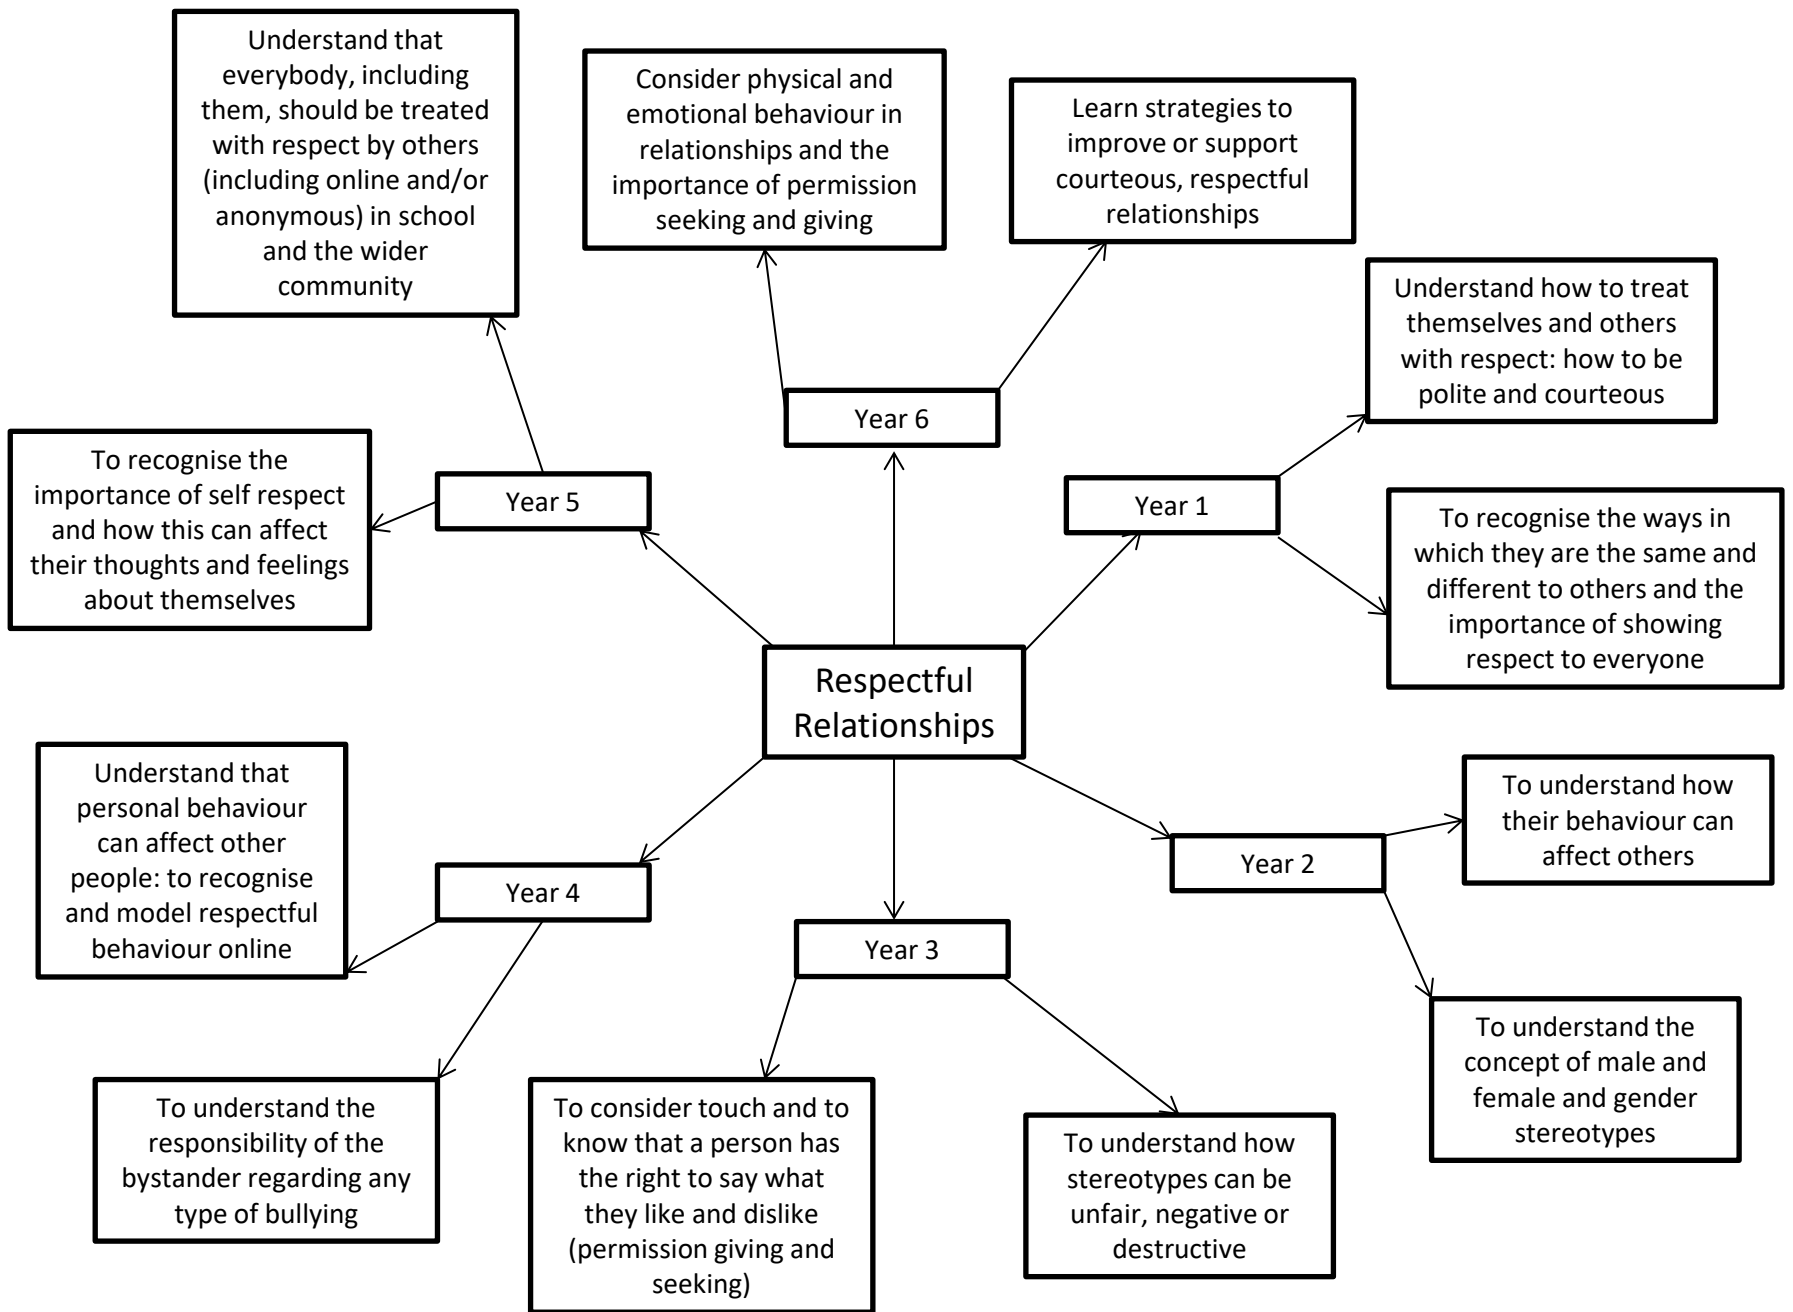 Respectful
Relationships
Year 1
Understand how to treat
themselves and others
with respect: how to be
polite and courteous
To recognise the ways in
which they are the same and
different to others and the
importance of showing
respect to everyone
Year 2
To understand how
their behaviour can
affect others
To understand the
concept of male and
female and gender
stereotypes
Year 3
To consider touch and to
know that a person has
the right to say what
they like and dislike
(permission giving and
seeking)
To understand how
stereotypes can be
unfair, negative or
destructive
Year 4
Understand that
personal behaviour
can affect other
people: to recognise
and model respectful
behaviour online
To understand the
responsibility of the
bystander regarding any
type of bullying
Year 5
Understand that
everybody, including
them, should be treated
with respect by others
(including online and/or
anonymous) in school
and the wider
community
To recognise the
importance of self respect
and how this can affect
their thoughts and feelings
about themselves
Year 6
Consider physical and
emotional behaviour in
relationships and the
importance of permission
seeking and giving
Learn strategies to
improve or support
courteous, respectful
relationships